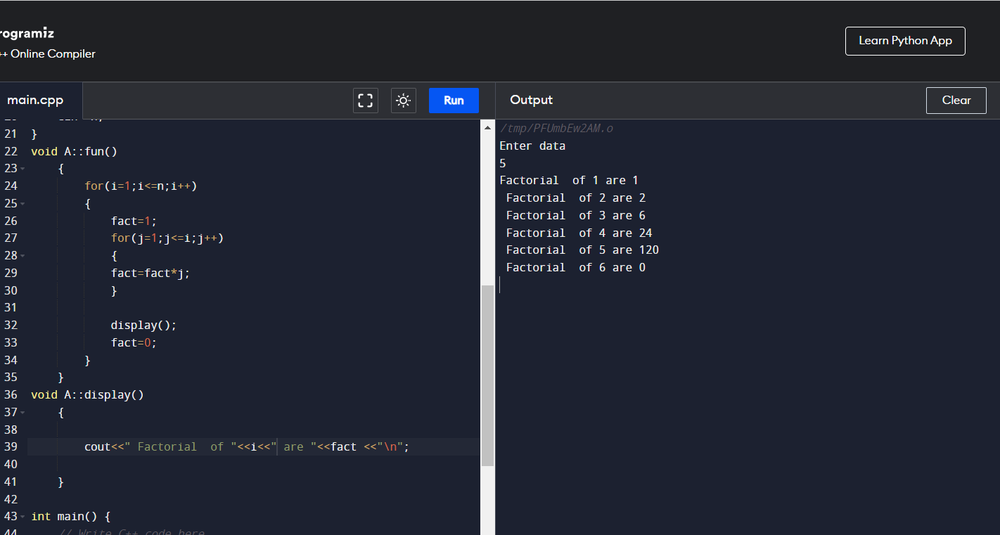 rogramiz
++ Online Compiler
Learn Python App
main.cpp
Run
Output
Clear
21 }
22 void A::fun()
23 {
24 for(i=1;i<=n;i++)
25 {
26 fact=1;
27 for(j=1;j<=i;j++)
28 {
29 fact=fact*j;
30 }
31
32 display();
33 fact=0;
34 }
35 }
36 void A::display()
37 {
38
39 cout<<" Factorial  of "<<i<<" are "<<fact <<"\n";
40
41 }
42
43 int main() {
44 // Write C++ code here
/tmp/PFUmbEw2AM.o
Enter data
5
Factorial  of 1 are 1
Factorial  of 2 are 2
Factorial  of 3 are 6
Factorial  of 4 are 24
Factorial  of 5 are 120
Factorial  of 6 are 0